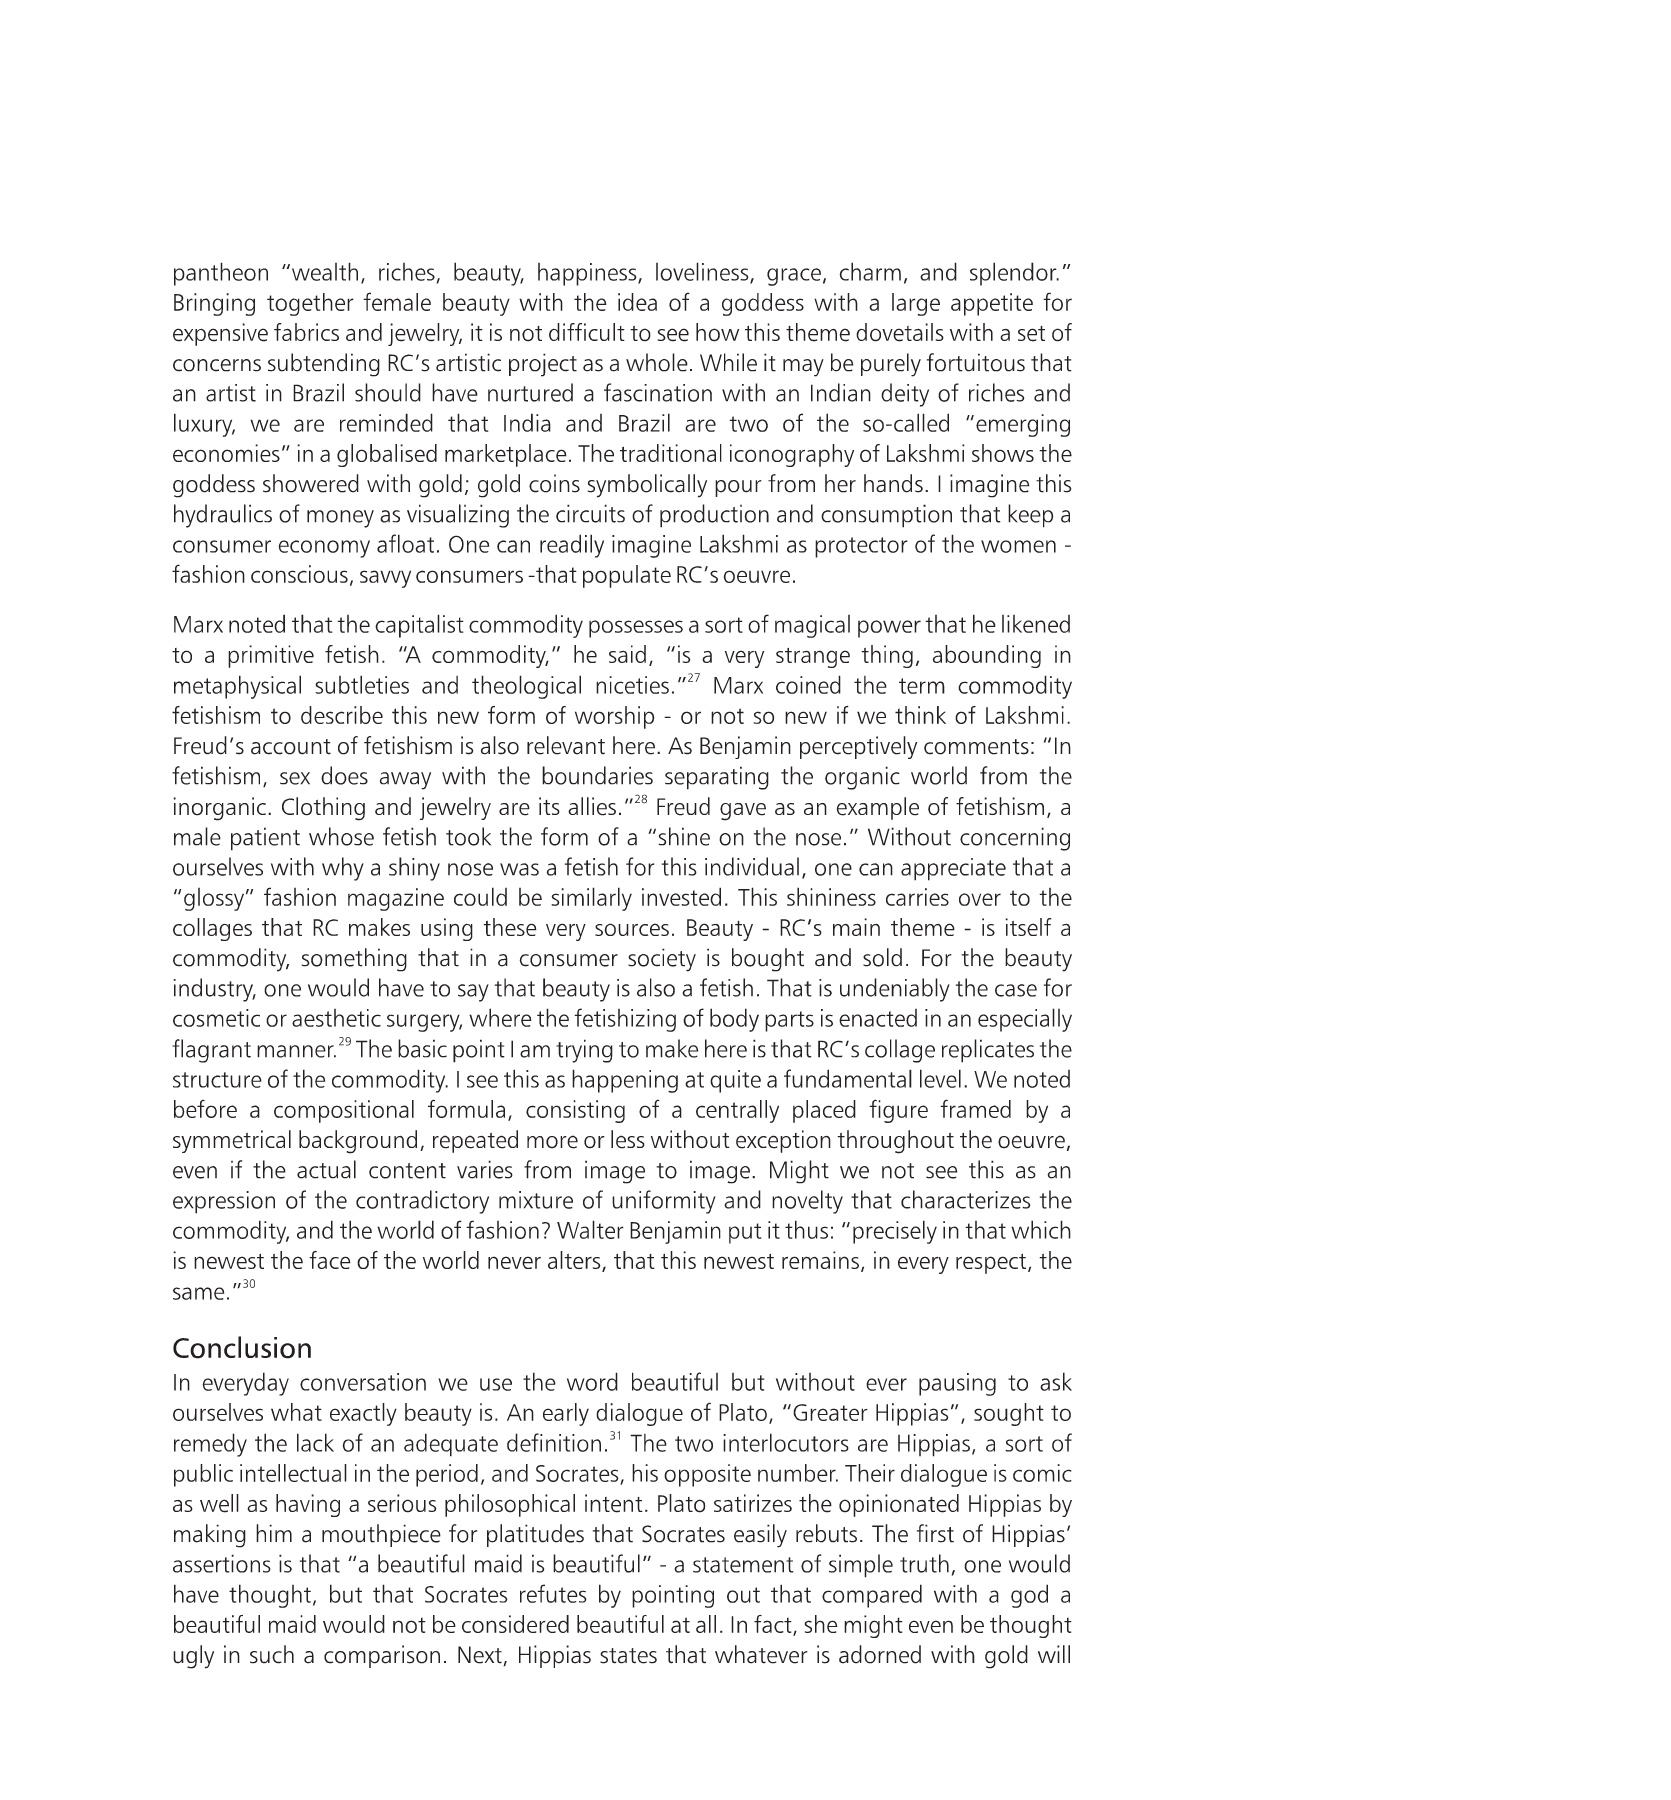 pantheon “wealth, riches, beauty, happiness, loveliness, grace, charm, and splendor.”
Bringing together female beauty with the idea of a goddess with a large appetite for
expensive fabrics and jewelry, it is not difficult to see how this theme dovetails with a set of
concerns subtending RC’s artistic project as a whole. While it may be purely fortuitous that
an artist in Brazil should have nurtured a fascination with an Indian deity of riches and
luxury, we are reminded that India and Brazil are two of the so-called “emerging
economies” in a globalised marketplace. The traditional iconography of Lakshmi shows the
goddess showered with gold; gold coins symbolically pour from her hands. I imagine this
hydraulics of money as visualizing the circuits of production and consumption that keep a
consumer economy afloat. One can readily imagine Lakshmi as protector of the women -
fashion conscious, savvy consumers -that populate RC’s oeuvre.
Marx noted that the capitalist commodity possesses a sort of magical power that he likened
to a primitive fetish. “A commodity,” he said, “is a very strange thing, abounding in
metaphysical subtleties and theological niceties.”27 Marx coined the term commodity
fetishism to describe this new form of worship - or not so new if we think of Lakshmi.
Freud’s account of fetishism is also relevant here. As Benjamin perceptively comments: “In
fetishism, sex does away with the boundaries separating the organic world from the
inorganic. Clothing and jewelry are its allies.”28 Freud gave as an example of fetishism, a
male patient whose fetish took the form of a “shine on the nose.” Without concerning
ourselves with why a shiny nose was a fetish for this individual, one can appreciate that a
“glossy” fashion magazine could be similarly invested. This shininess carries over to the
collages that RC makes using these very sources. Beauty - RC’s main theme - is itself a
commodity, something that in a consumer society is bought and sold. For the beauty
industry, one would have to say that beauty is also a fetish. That is undeniably the case for
cosmetic or aesthetic surgery, where the fetishizing of body parts is enacted in an especially
flagrant manner.29 The basic point I am trying to make here is that RC’s collage replicates the
structure of the commodity. I see this as happening at quite a fundamental level. We noted
before a compositional formula, consisting of a centrally placed figure framed by a
symmetrical background, repeated more or less without exception throughout the oeuvre,
even if the actual content varies from image to image. Might we not see this as an
expression of the contradictory mixture of uniformity and novelty that characterizes the
commodity, and the world of fashion? Walter Benjamin put it thus: “precisely in that which
is newest the face of the world never alters, that this newest remains, in every respect, the
same.”30
Conclusion
In everyday conversation we use the word beautiful but without ever pausing to ask
ourselves what exactly beauty is. An early dialogue of Plato, “Greater Hippias”, sought to
remedy the lack of an adequate definition.31 The two interlocutors are Hippias, a sort of
public intellectual in the period, and Socrates, his opposite number. Their dialogue is comic
as well as having a serious philosophical intent. Plato satirizes the opinionated Hippias by
making him a mouthpiece for platitudes that Socrates easily rebuts. The first of Hippias’
assertions is that “a beautiful maid is beautiful” - a statement of simple truth, one would
have thought, but that Socrates refutes by pointing out that compared with a god a
beautiful maid would not be considered beautiful at all. In fact, she might even be thought
ugly in such a comparison. Next, Hippias states that whatever is adorned with gold will